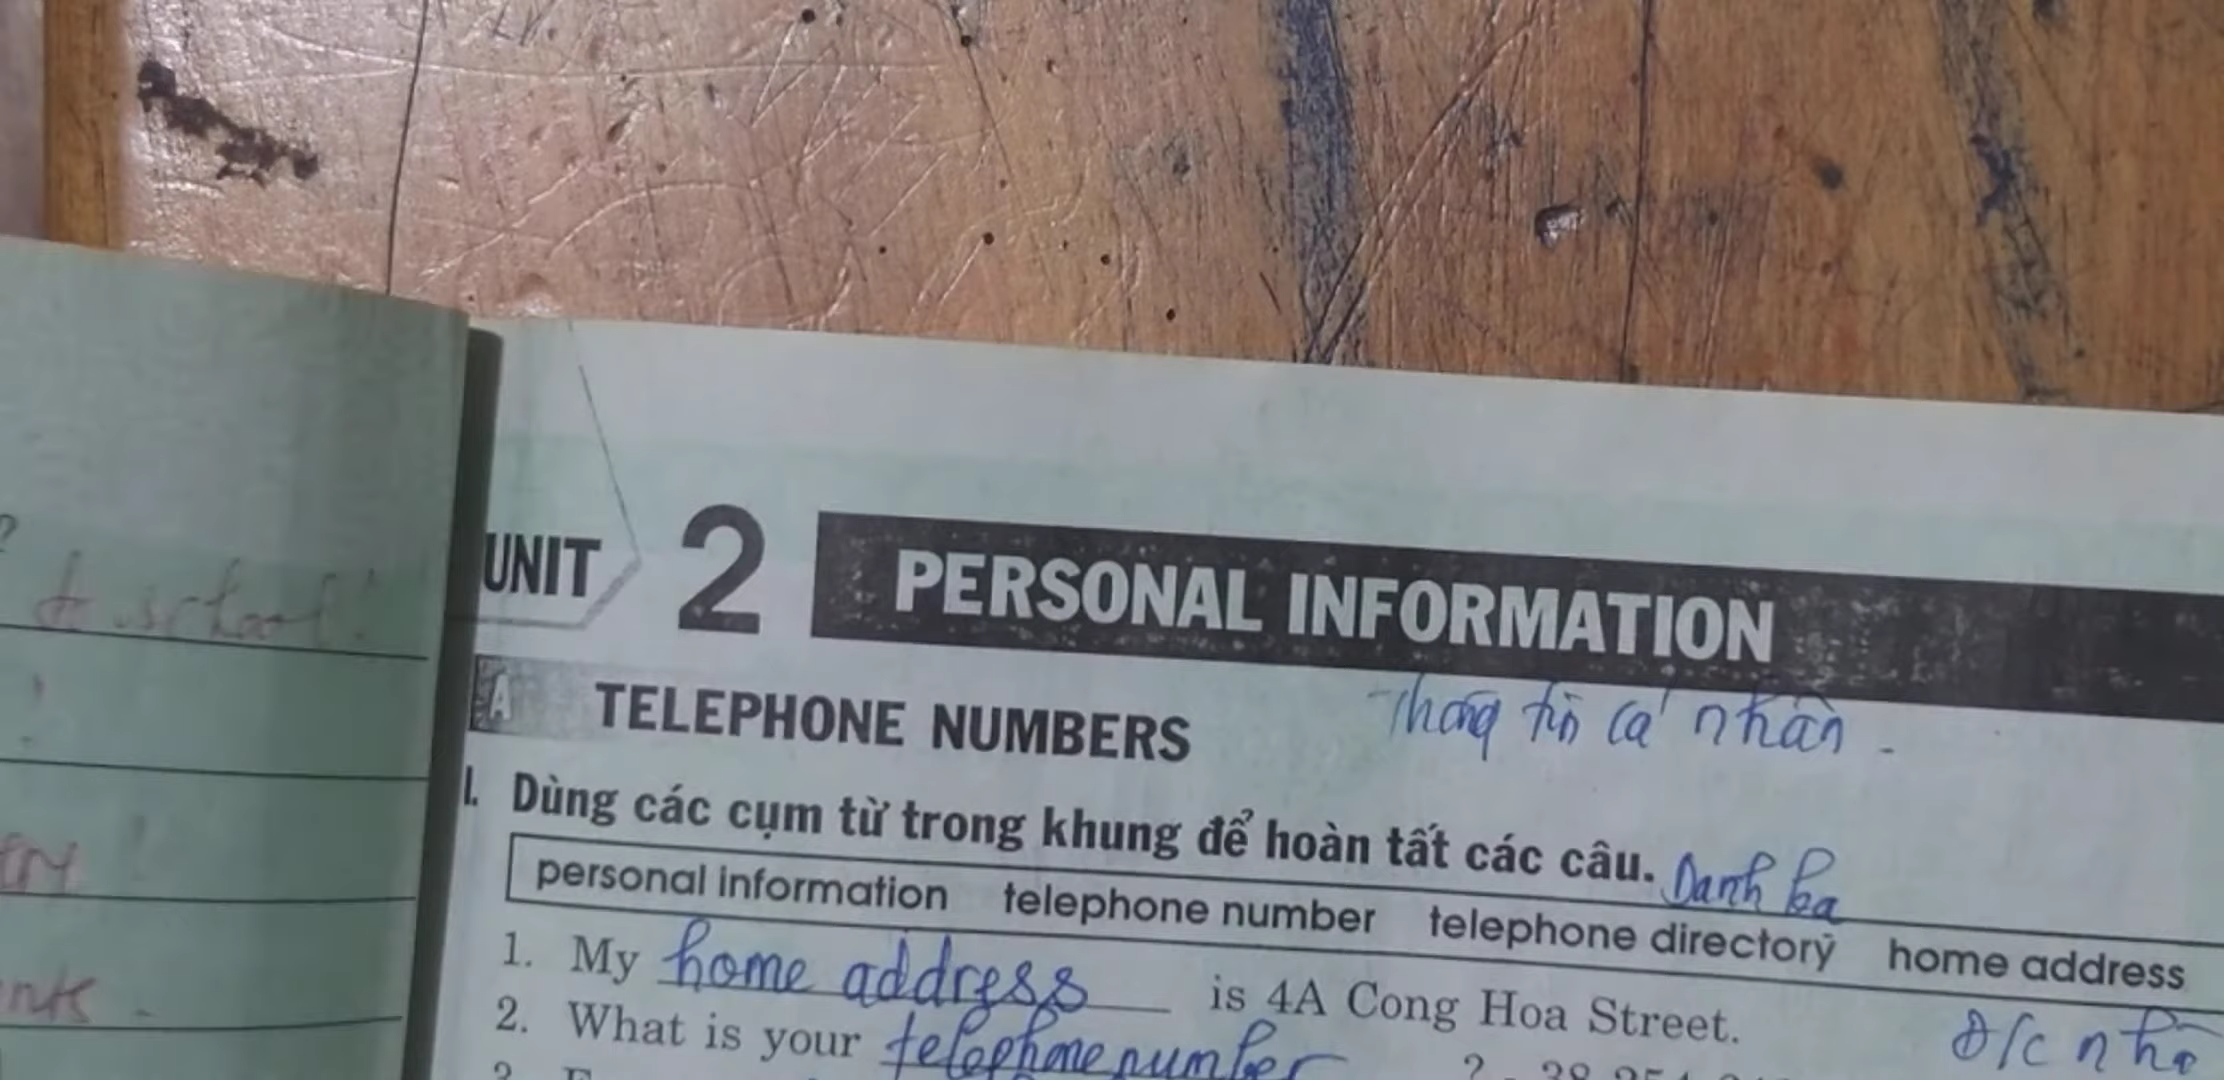 ?
to school!
!
UNIT 2 PERSONAL INFORMATION
A TELEPHONE NUMBERS
Thông tin cá nhân.
I. Dùng các cụm từ trong khung để hoàn tất các câu.
Danh bạ
personal information telephone number telephone directory home address
1. My home address is 4A Cong Hoa Street.
Đ/c nhà
2. What is your telephone number ?